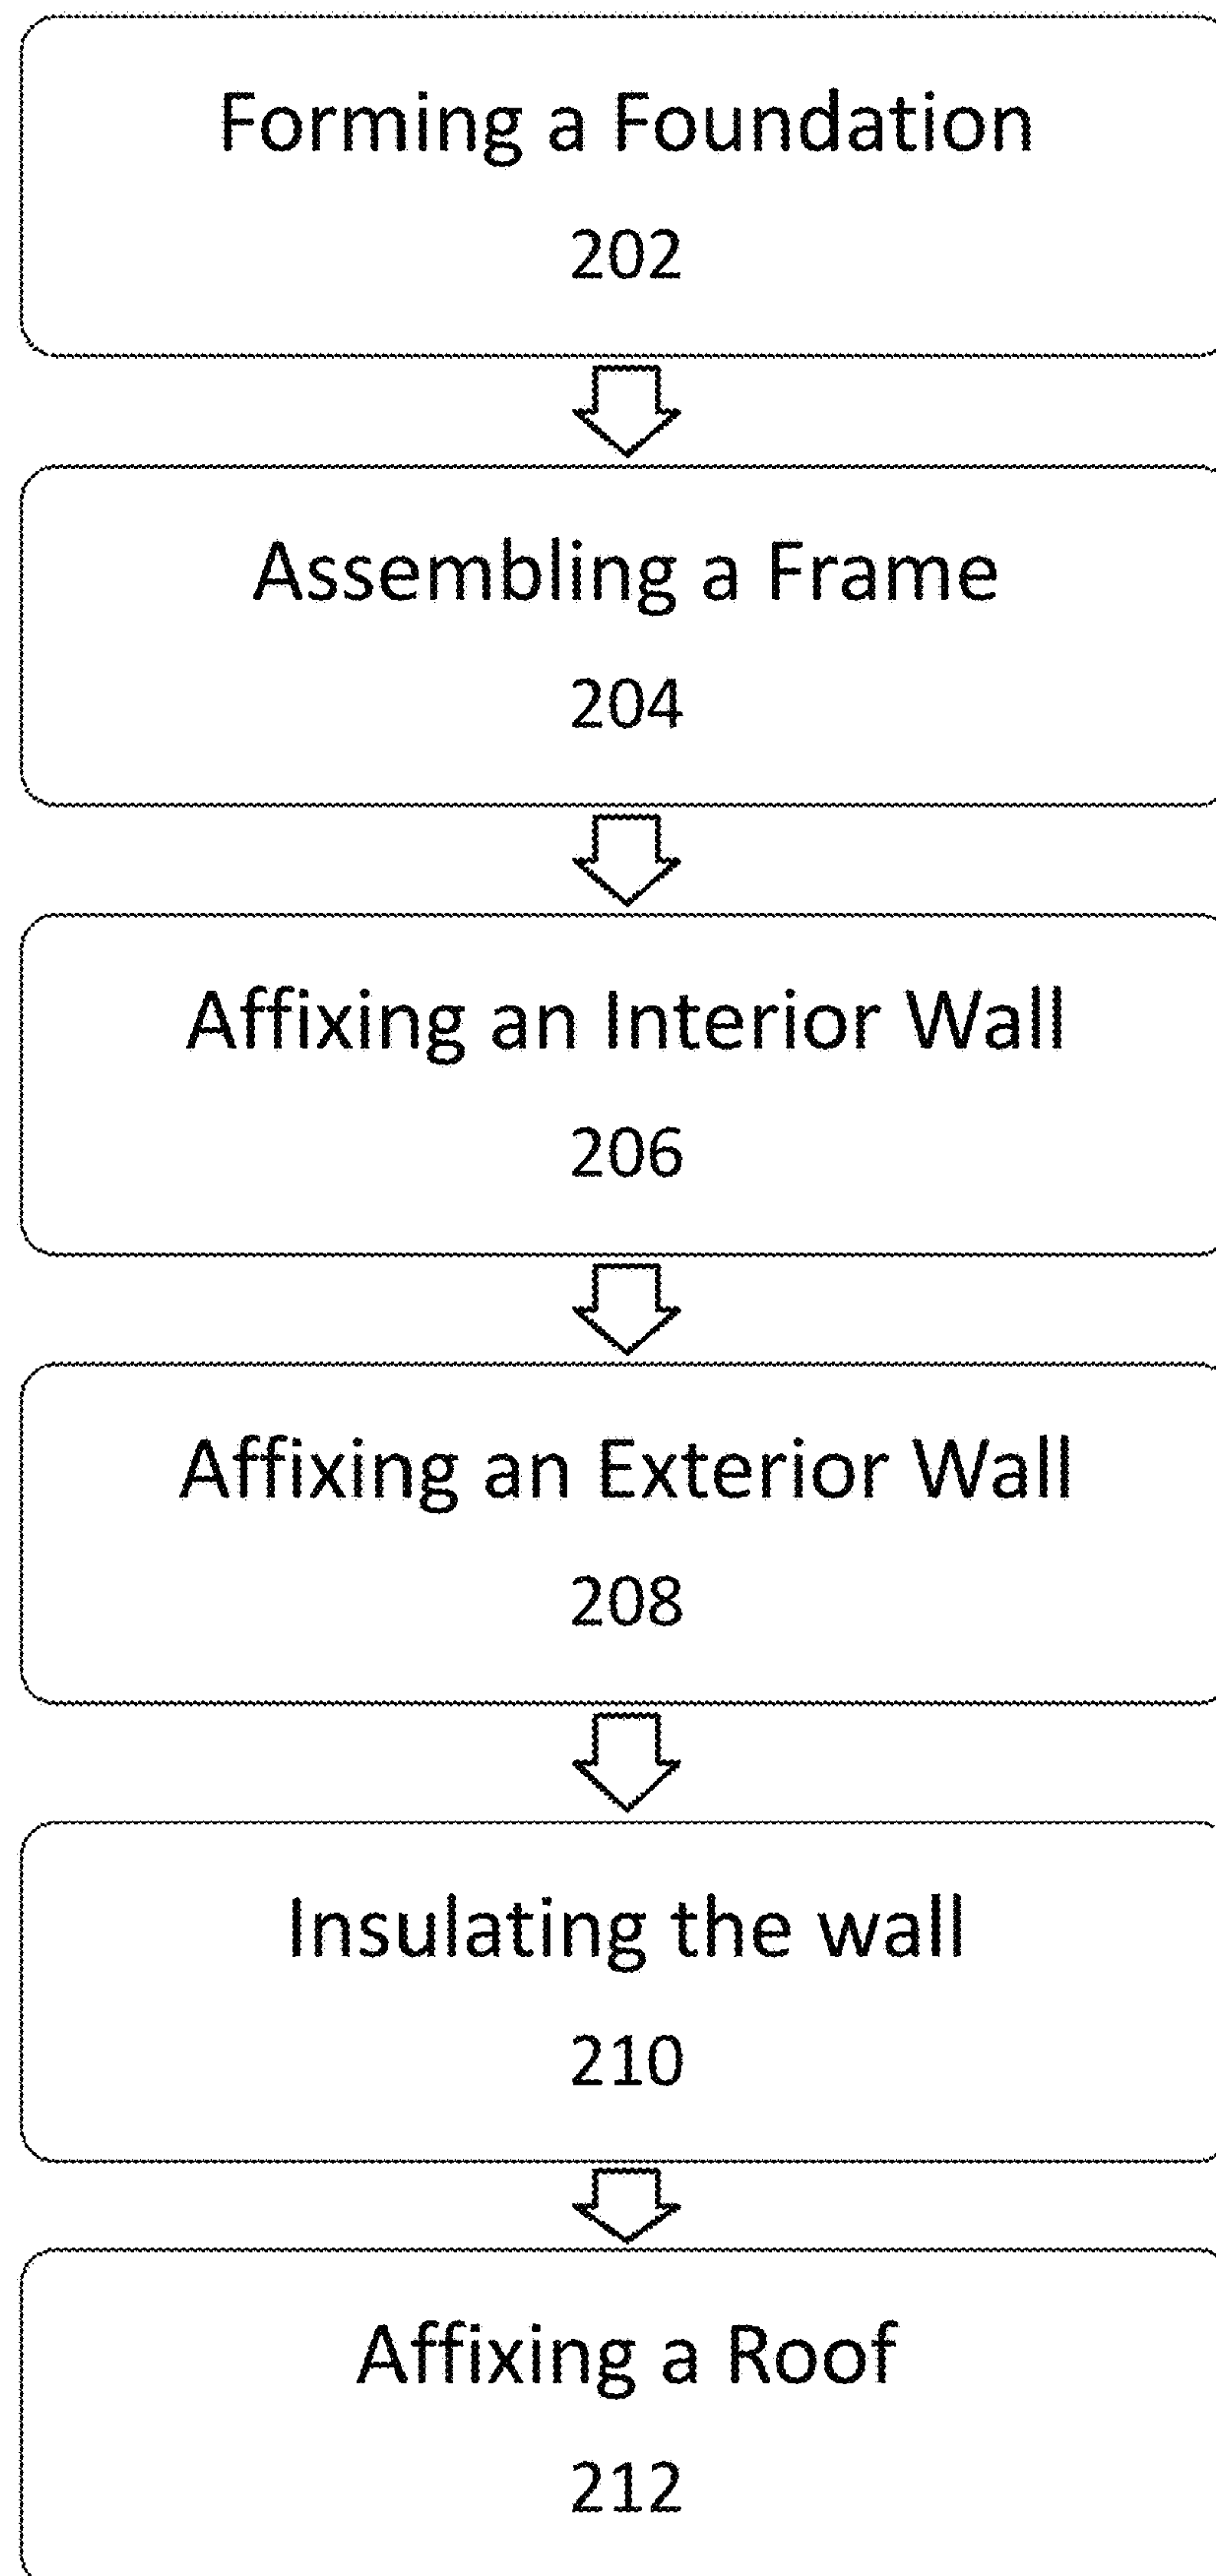 Forming a Foundation
202
Assembling a Frame
204
Affixing an Interior Wall
206
Affixing an Exterior Wall
208
Insulating the wall
210
Affixing a Roof
212